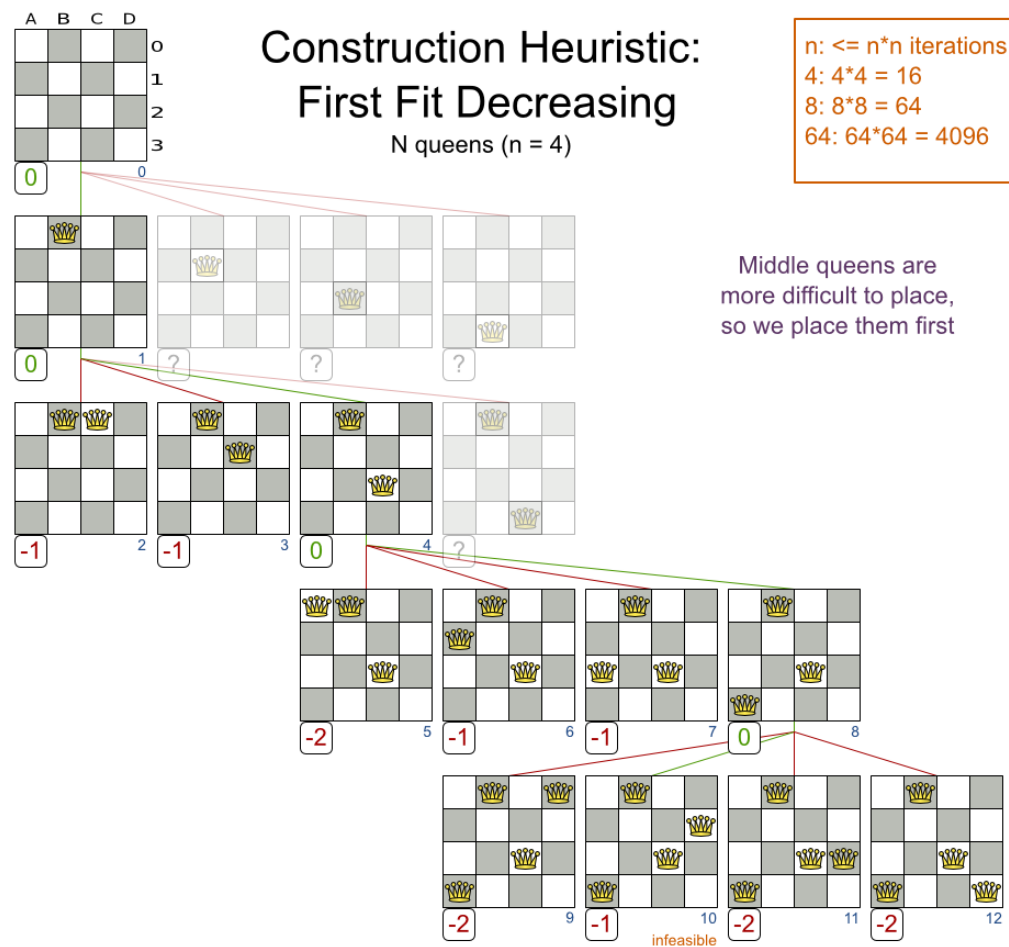 A B C D
0
1
2
3
Construction Heuristic:
First Fit Decreasing
N queens (n = 4)
n: <= n*n iterations
4: 4*4 = 16
8: 8*8 = 64
64: 64*64 = 4096
0 0
Middle queens are
more difficult to place,
so we place them first
0 1 ? ? ?
-1 2 -1 3 0 4 ?
-2 5 -1 6 -1 7 0 8
-2 9 -1 10 -2 11 -2 12
infeasible